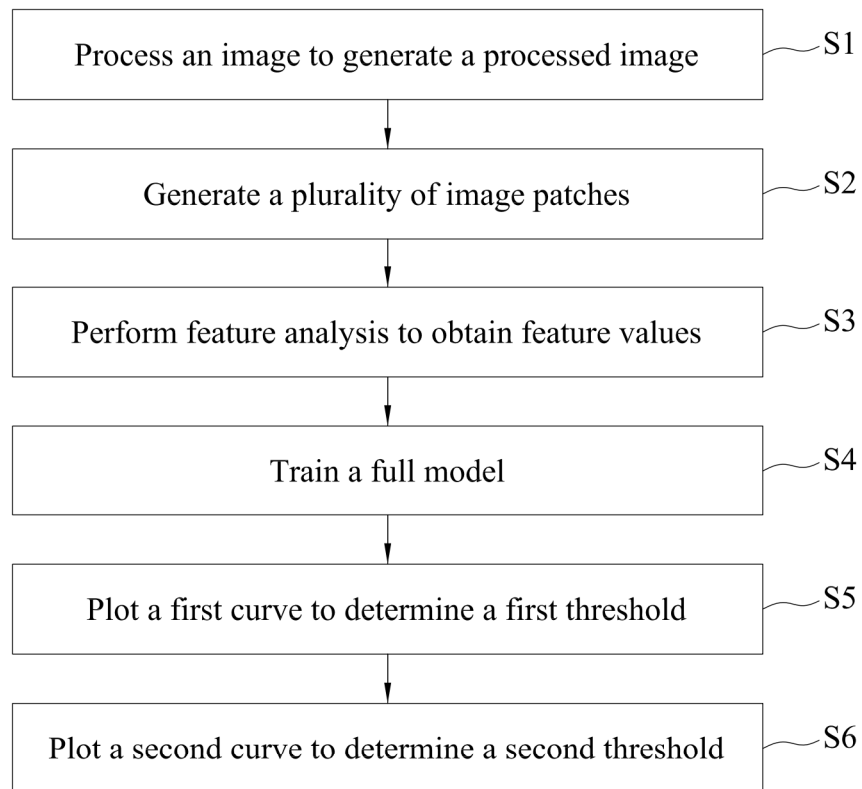 Process an image to generate a processed image
S1
Generate a plurality of image patches
S2
Perform feature analysis to obtain feature values
S3
Train a full model
S4
Plot a first curve to determine a first threshold
S5
Plot a second curve to determine a second threshold
S6